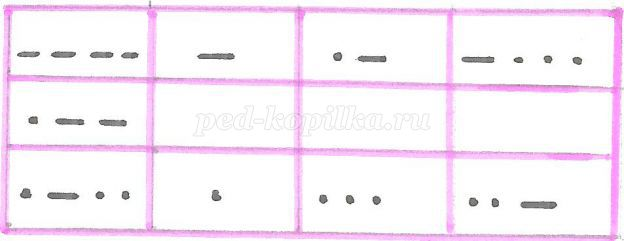 — — — — — • — — • • •
• — — ped-kopilka.ru
• — • • • • • • • • —